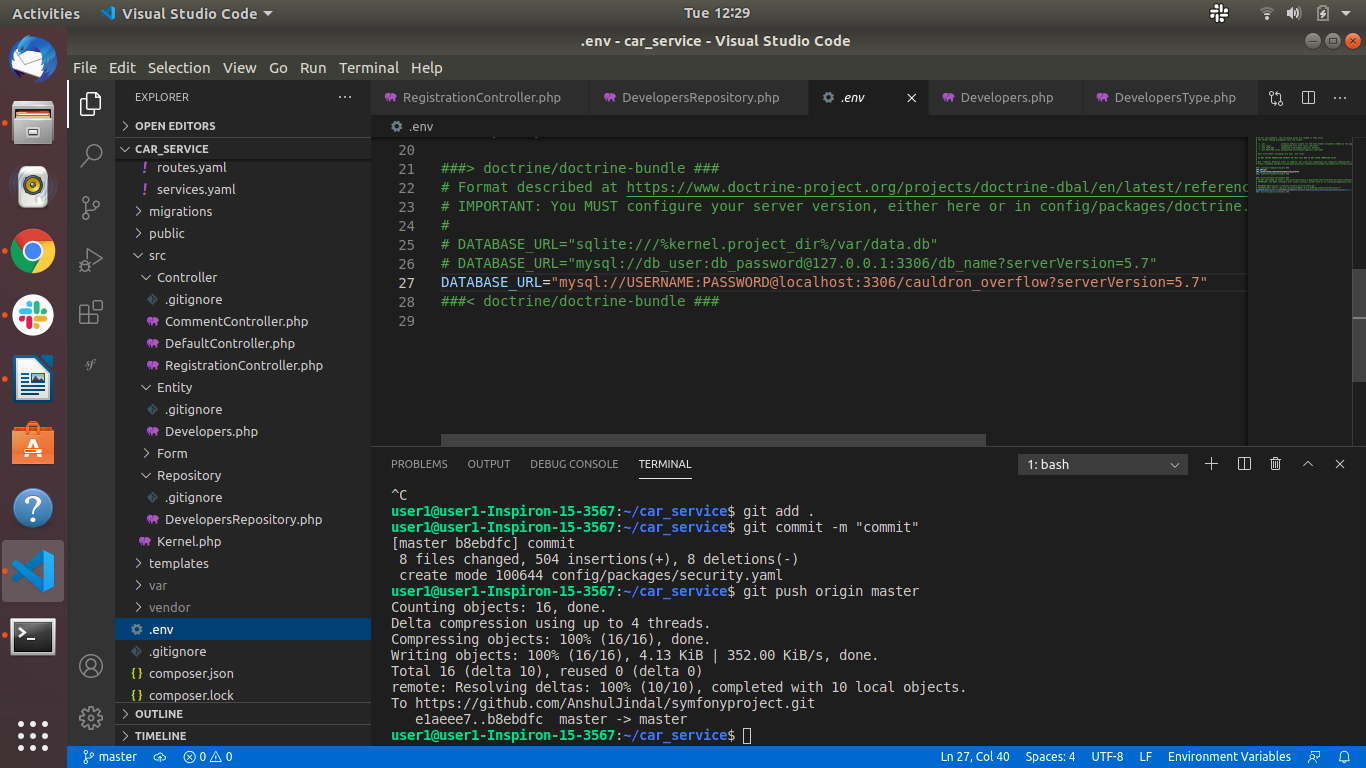 Activities
Visual Studio Code
Tue 12:29
.env - car_service - Visual Studio Code
File Edit Selection View Go Run Terminal Help
EXPLORER
OPEN EDITORS
CAR_SERVICE
routes.yaml
services.yaml
migrations
public
src
Controller
.gitignore
CommentController.php
DefaultController.php
RegistrationController.php
Entity
.gitignore
Developers.php
Form
Repository
.gitignore
DevelopersRepository.php
Kernel.php
templates
var
vendor
.env
.gitignore
composer.json
composer.lock
OUTLINE
TIMELINE
RegistrationController.php DevelopersRepository.php .env Developers.php DevelopersType.php
.env
20
21 ###> doctrine/doctrine-bundle ###
22 # Format described at https://www.doctrine-project.org/projects/doctrine-dbal/en/latest/referenc
23 # IMPORTANT: You MUST configure your server version, either here or in config/packages/doctrine.
24 #
25 # DATABASE_URL="sqlite:///%kernel.project_dir%/var/data.db"
26 # DATABASE_URL="mysql://db_user:db_password@127.0.0.1:3306/db_name?serverVersion=5.7"
27 DATABASE_URL="mysql://USERNAME:PASSWORD@localhost:3306/cauldron_overflow?serverVersion=5.7"
28 ###< doctrine/doctrine-bundle ###
29
PROBLEMS OUTPUT DEBUG CONSOLE TERMINAL
1: bash
^C
user1@user1-Inspiron-15-3567:~/car_service$ git add .
user1@user1-Inspiron-15-3567:~/car_service$ git commit -m "commit"
[master b8ebdfc] commit
8 files changed, 504 insertions(+), 8 deletions(-)
create mode 100644 config/packages/security.yaml
user1@user1-Inspiron-15-3567:~/car_service$ git push origin master
Counting objects: 16, done.
Delta compression using up to 4 threads.
Compressing objects: 100% (16/16), done.
Writing objects: 100% (16/16), 4.13 KiB | 352.00 KiB/s, done.
Total 16 (delta 10), reused 0 (delta 0)
remote: Resolving deltas: 100% (10/10), completed with 10 local objects.
To https://github.com/AnshulJindal/symfonyproject.git
e1aeee7..b8ebdfc master -> master
user1@user1-Inspiron-15-3567:~/car_service$
master
0 0
Ln 27, Col 40
Spaces: 4
UTF-8
LF
Environment Variables